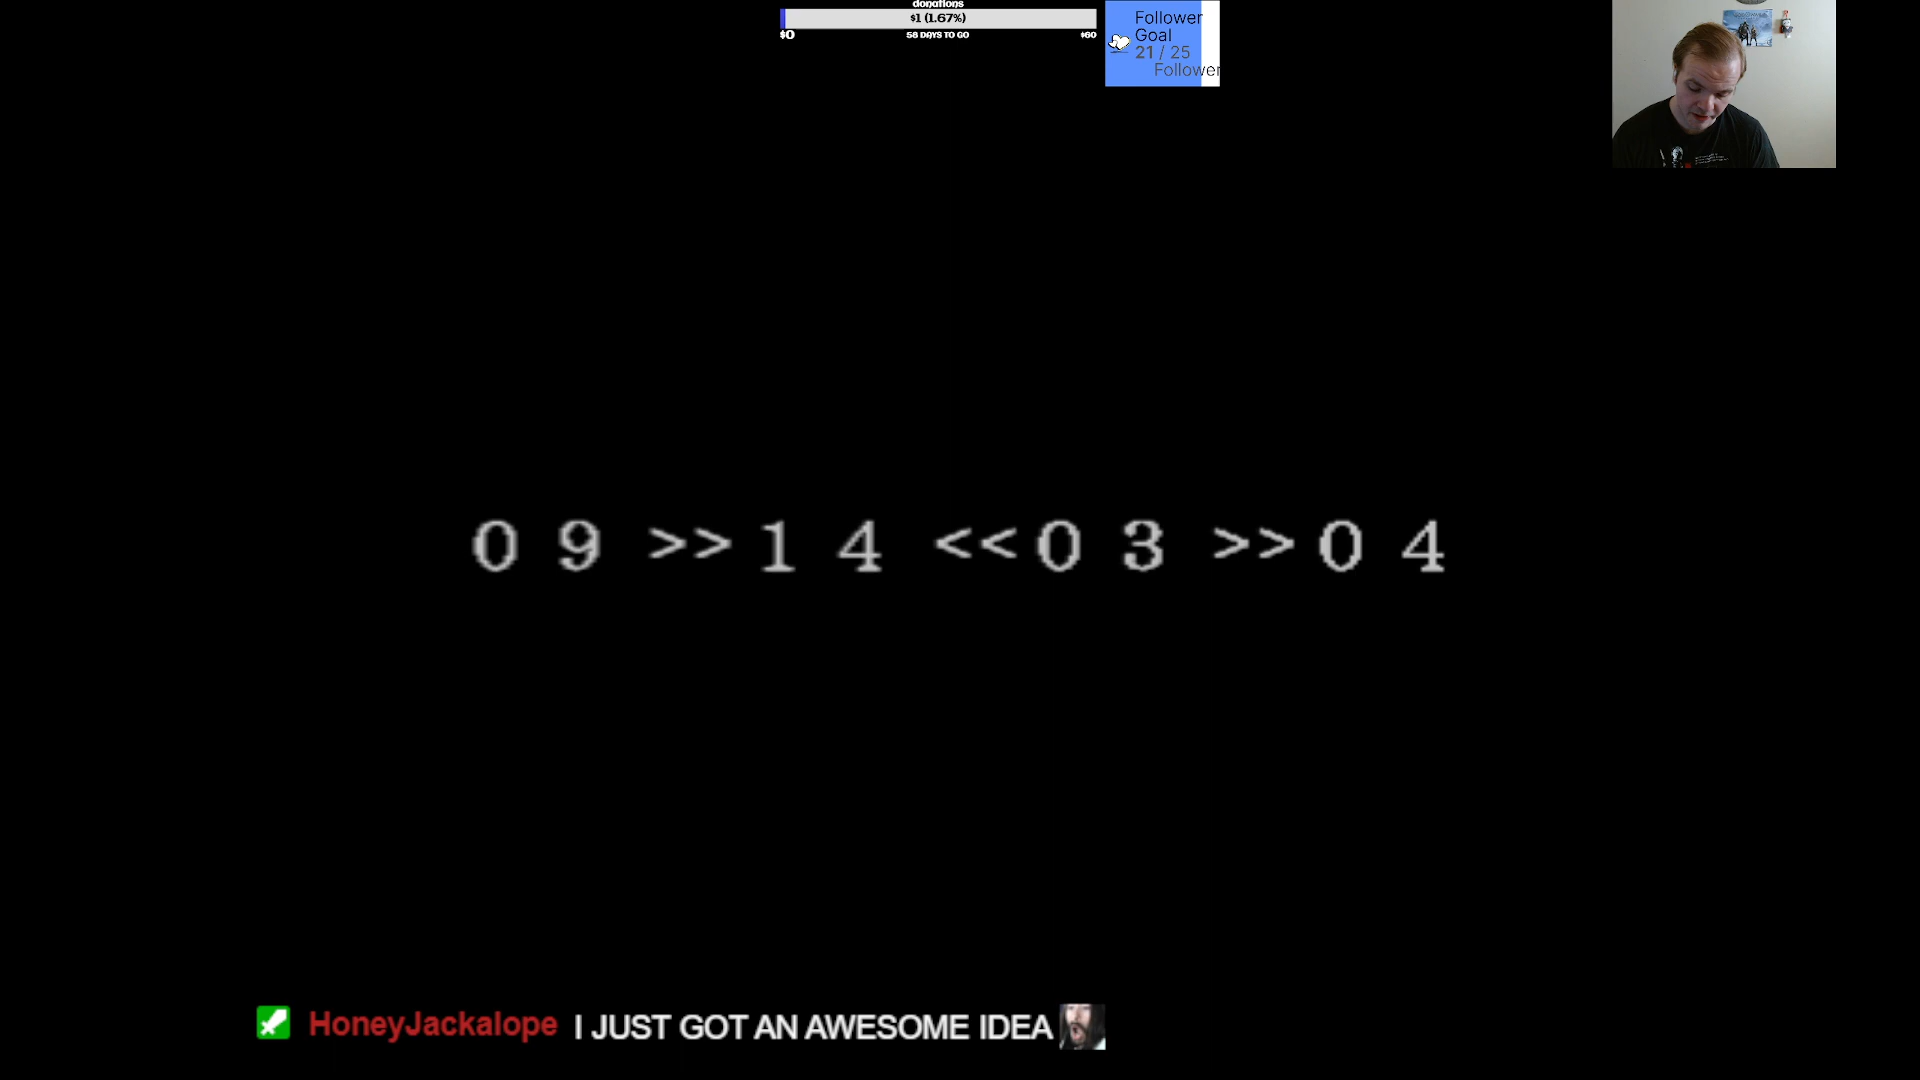 donations
$1 (1.67%)
$0 58 DAYS TO GO $60
Follower
Goal
21 / 25
Follower
0 9 >>1 4 <<0 3 >>0 4
HoneyJackalope I JUST GOT AN AWESOME IDEA